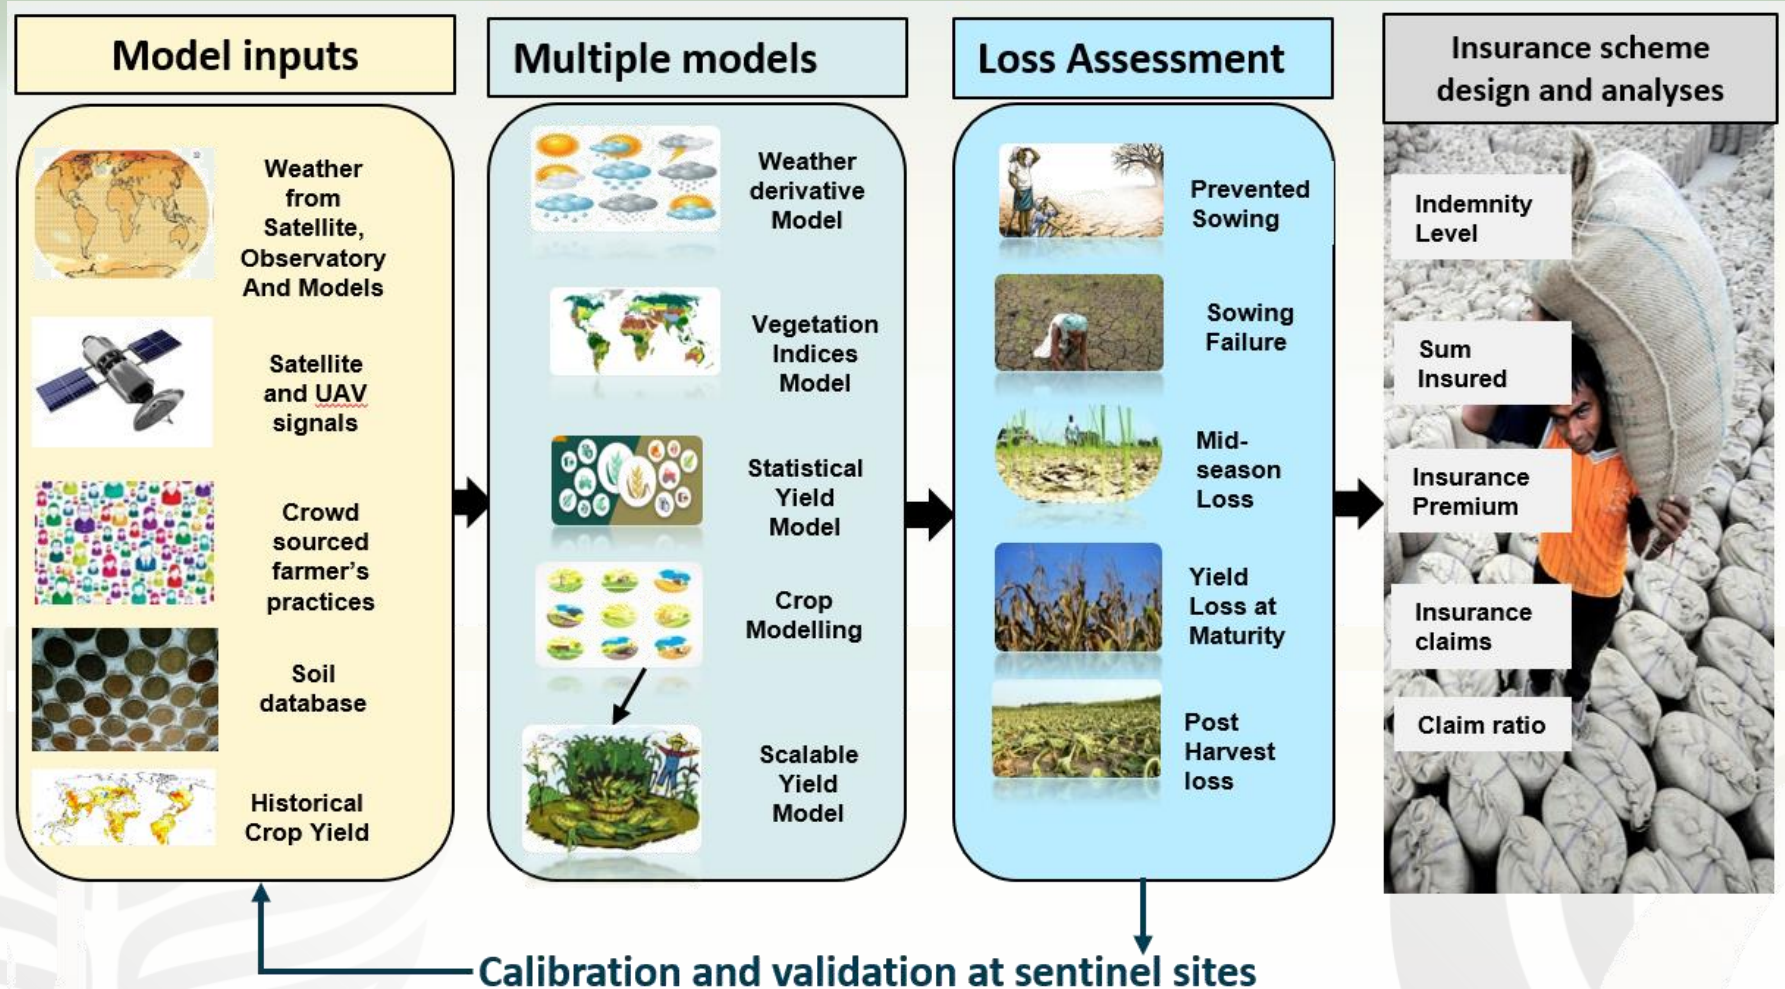 Model inputs
Weather
from
Satellite,
Observatory
And Models
Satellite
and UAV
signals
Crowd
sourced
farmer's
practices
Soil
database
Historical
Crop Yield
Multiple models
Weather
derivative
Model
Vegetation
Indices
Model
Statistical
Yield
Model
Crop
Modelling
Scalable
Yield
Model
Loss Assessment
Prevented
Sowing
Sowing
Failure
Mid-
season
Loss
Yield
Loss at
Maturity
Post
Harvest
loss
Insurance scheme
design and analyses
Indemnity
Level
Sum
Insured
Insurance
Premium
Insurance
claims
Claim ratio
Calibration and validation at sentinel sites